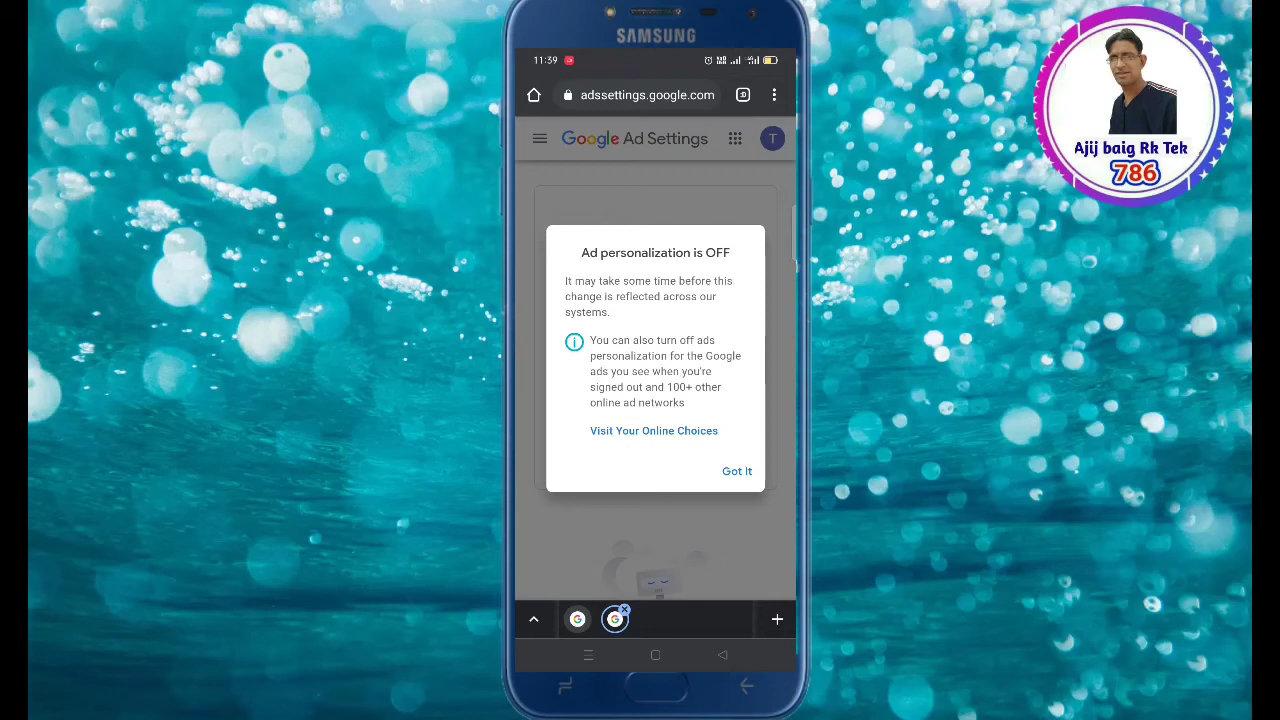 SAMSUNG
11:39
adssettings.google.com
:D
Google Ad Settings
T
Ad personalization is OFF
It may take some time before this
change is reflected across our
systems.
You can also turn off ads
personalization for the Google
ads you see when you're
signed out and 100+ other
online ad networks
Visit Your Online Choices
Got It
Ajij baig Rk Tek
786